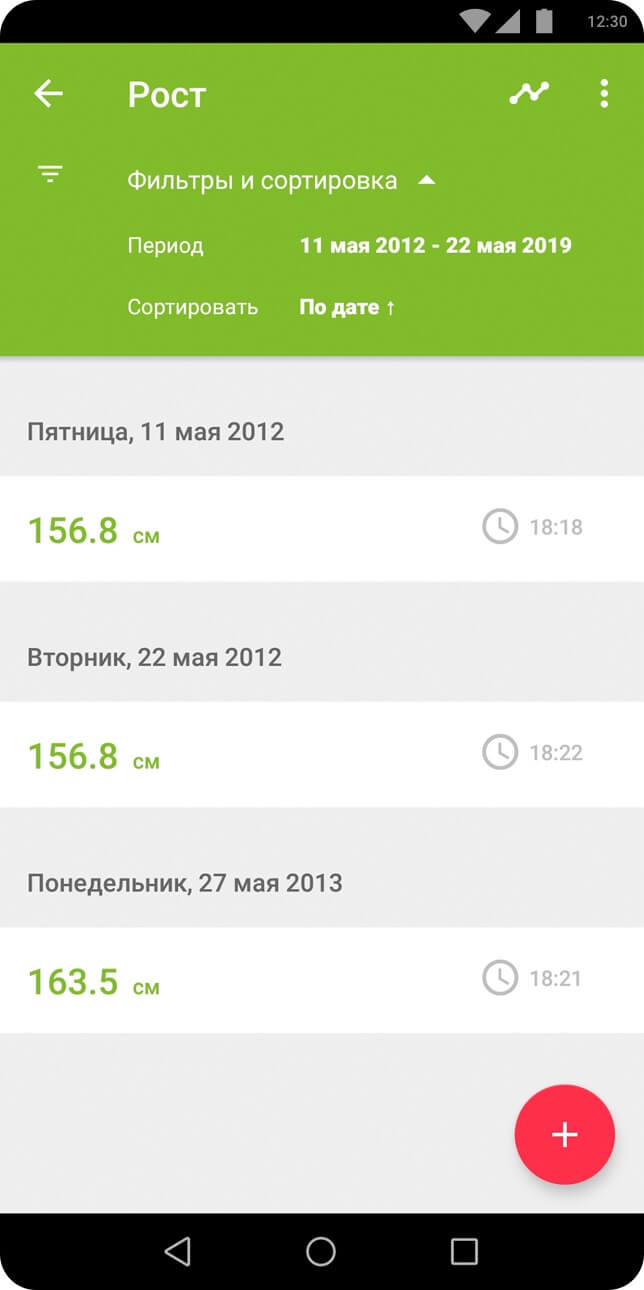 12:30
Рост
Фильтры и сортировка
Период 11 мая 2012 - 22 мая 2019
Сортировать По дате ↑
Пятница, 11 мая 2012
156.8 см 18:18
Вторник, 22 мая 2012
156.8 см 18:22
Понедельник, 27 мая 2013
163.5 см 18:21